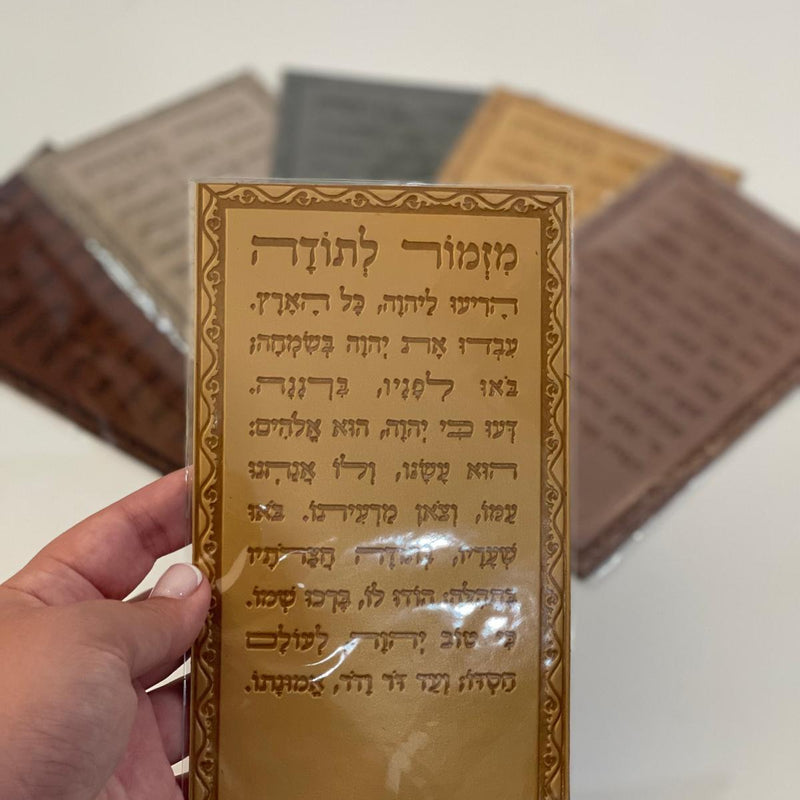 מִזְמוֹר לְתוֹדָה
הָרִיעוּ לַיהוָה, כָּל הָאָרֶץ.
עִבְדוּ אֶת יְהוָה בְּשִׂמְחָה;
בֹּאוּ לְפָנָיו, בִּרְנָנָה.
דְּעוּ כִּי יְהוָה, הוּא אֱלֹהִים:
הוּא עָשָׂנוּ, וְלוֹ אֲנַחְנוּ
עַמּוֹ, וְצֹאן מַרְעִיתוֹ. בֹּאוּ
שְׁעָרָיו, בְּתוֹדָה חֲצֵרֹתָיו
בִּתְהִלָּה; הוֹדוּ לוֹ, בָּרְכוּ שְׁמוֹ.
כִּי טוֹב יְהוָה לְעוֹלָם
חַסְדּוֹ; וְעַד דֹּר וָדֹר, אֱמוּנָתוֹ.